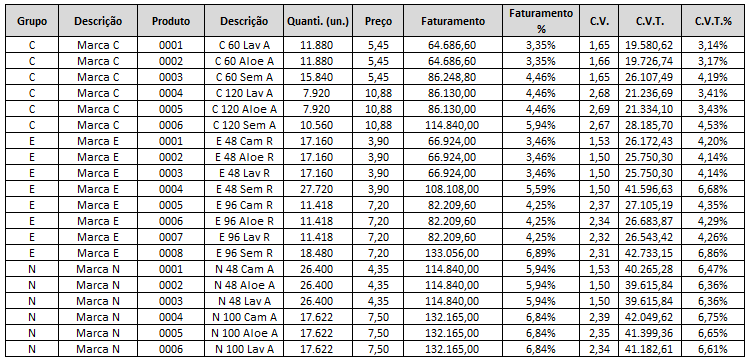 Grupo Descrição Produto Descrição Quanti. (un.) Preço Faturamento Faturamento % C.V. C.V.T. C.V.T.%
C Marca C 0001 C 60 Lav A 11.880 5,45 64.686,60 3,35% 1,65 19.580,62 3,14%
C Marca C 0002 C 60 Aloe A 11.880 5,45 64.686,60 3,35% 1,66 19.726,74 3,17%
C Marca C 0003 C 60 Sem A 15.840 5,45 86.248,80 4,46% 1,65 26.107,49 4,19%
C Marca C 0004 C 120 Lav A 7.920 10,88 86.130,00 4,46% 2,68 21.236,69 3,41%
C Marca C 0005 C 120 Aloe A 7.920 10,88 86.130,00 4,46% 2,69 21.334,10 3,43%
C Marca C 0006 C 120 Sem A 10.560 10,88 114.840,00 5,94% 2,67 28.185,70 4,53%
E Marca E 0001 E 48 Cam R 17.160 3,90 66.924,00 3,46% 1,53 26.172,43 4,20%
E Marca E 0002 E 48 Aloe R 17.160 3,90 66.924,00 3,46% 1,50 25.750,30 4,14%
E Marca E 0003 E 48 Lav R 17.160 3,90 66.924,00 3,46% 1,50 25.750,30 4,14%
E Marca E 0004 E 48 Sem R 27.720 3,90 108.108,00 5,59% 1,50 41.596,63 6,68%
E Marca E 0005 E 96 Cam R 11.418 7,20 82.209,60 4,25% 2,37 27.105,19 4,35%
E Marca E 0006 E 96 Aloe R 11.418 7,20 82.209,60 4,25% 2,34 26.683,87 4,29%
E Marca E 0007 E 96 Lav R 11.418 7,20 82.209,60 4,25% 2,32 26.543,42 4,26%
E Marca E 0008 E 96 Sem R 18.480 7,20 133.056,00 6,89% 2,31 42.733,15 6,86%
N Marca N 0001 N 48 Cam A 26.400 4,35 114.840,00 5,94% 1,53 40.265,28 6,47%
N Marca N 0002 N 48 Aloe A 26.400 4,35 114.840,00 5,94% 1,50 39.615,84 6,36%
N Marca N 0003 N 48 Lav A 26.400 4,35 114.840,00 5,94% 1,50 39.615,84 6,36%
N Marca N 0004 N 100 Cam A 17.622 7,50 132.165,00 6,84% 2,39 42.049,62 6,75%
N Marca N 0005 N 100 Aloe A 17.622 7,50 132.165,00 6,84% 2,35 41.399,36 6,65%
N Marca N 0006 N 100 Lav A 17.622 7,50 132.165,00 6,84% 2,34 41.182,61 6,61%